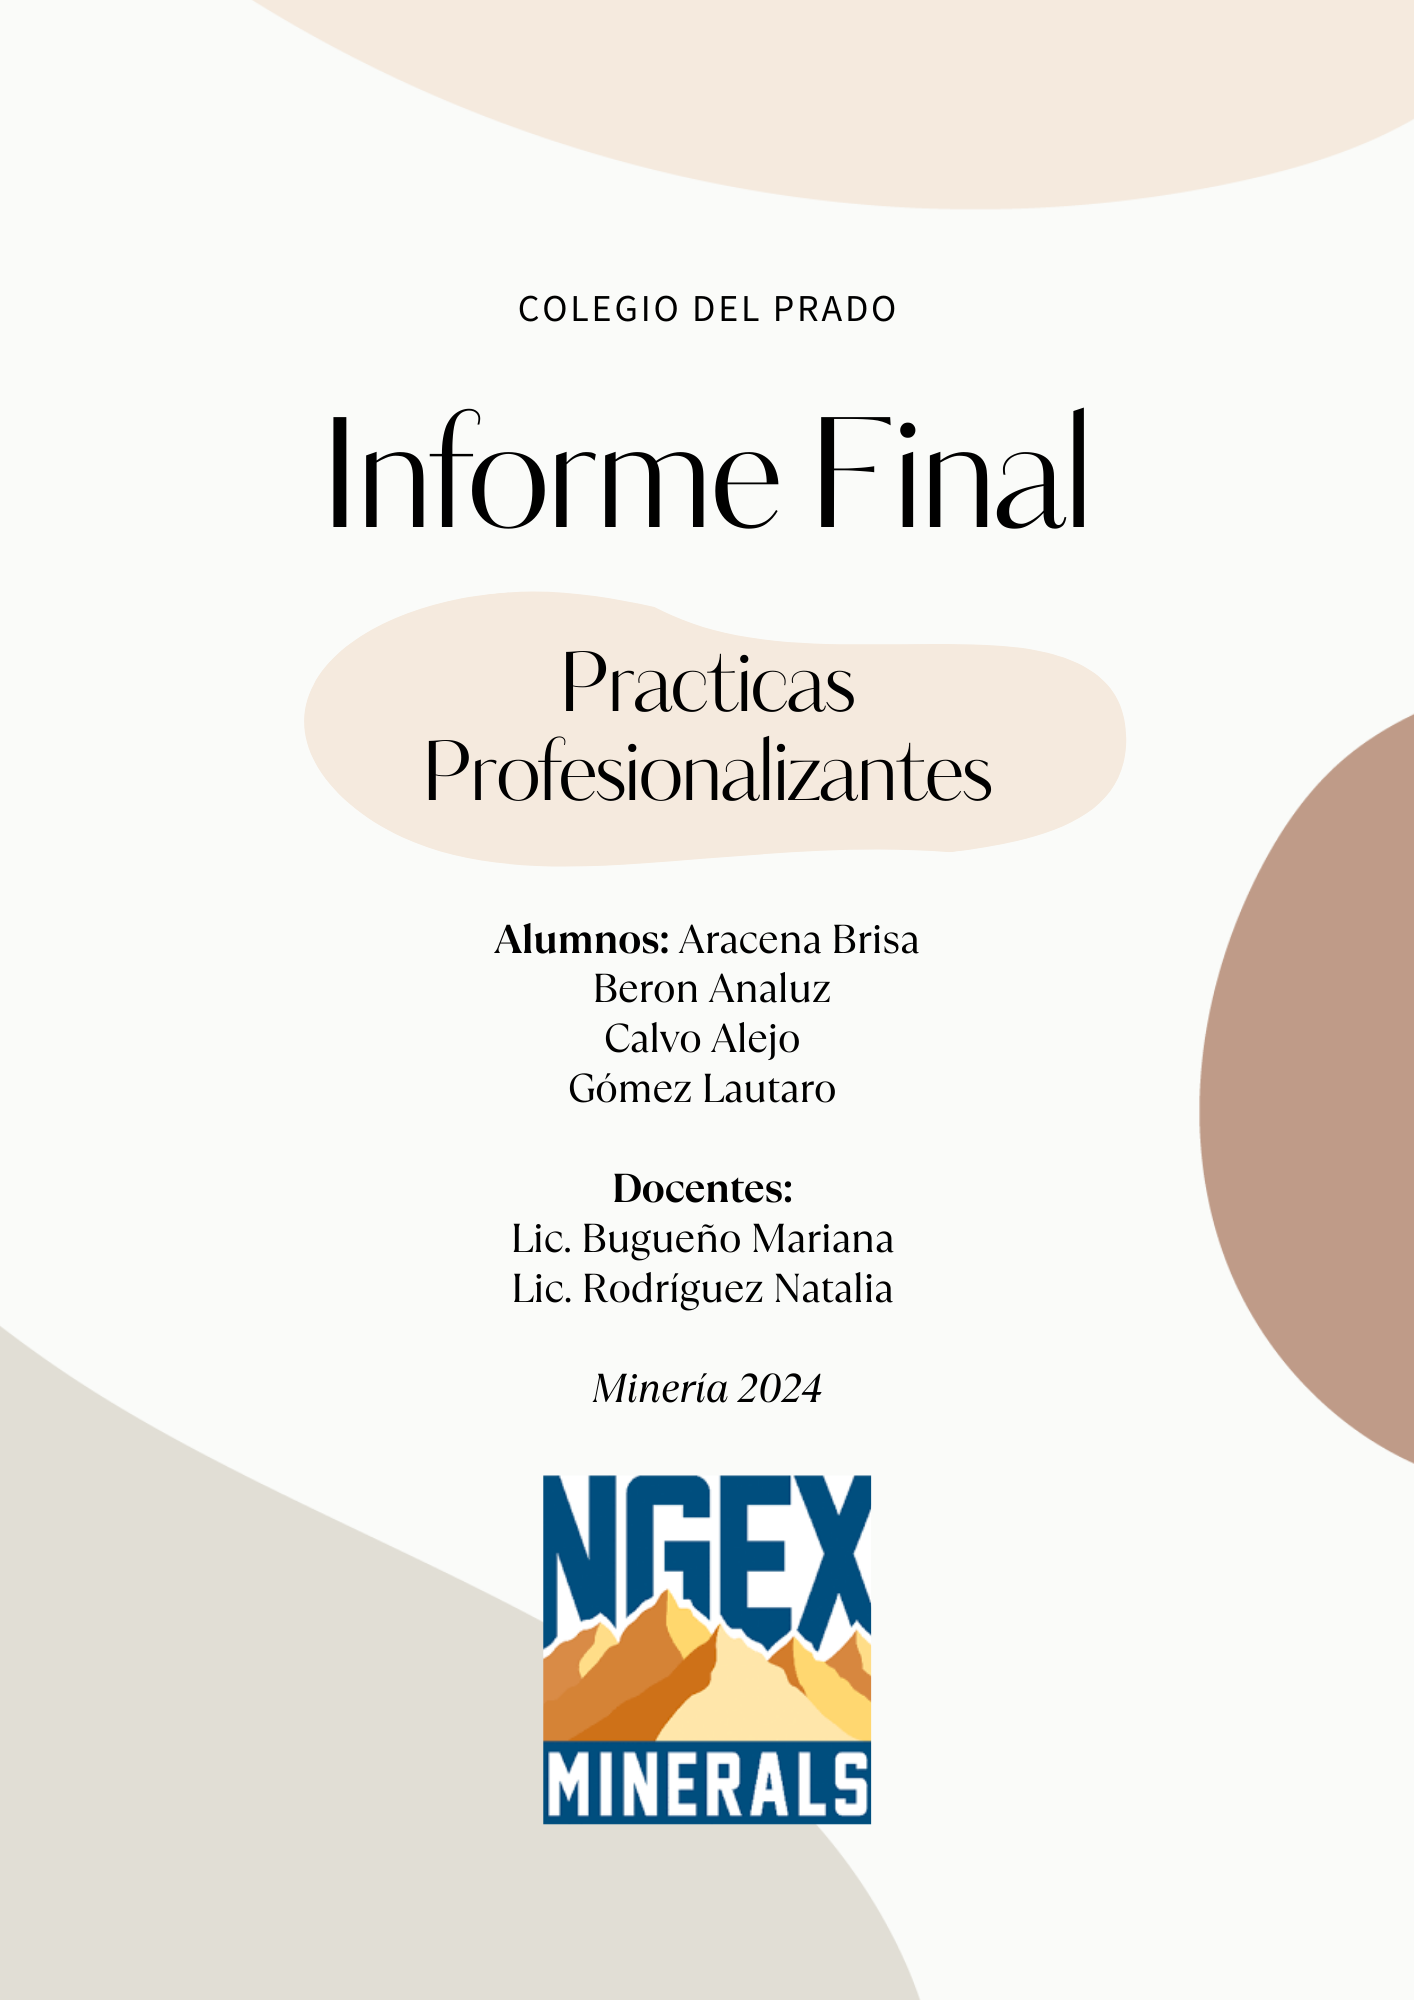 COLEGIO DEL PRADO
Informe Final
Practicas
Profesionalizantes
Alumnos: Aracena Brisa
Beron Analuz
Calvo Alejo
Gómez Lautaro
Docentes:
Lic. Bugueño Mariana
Lic. Rodríguez Natalia
Minería 2024
NGEX
MINERALS